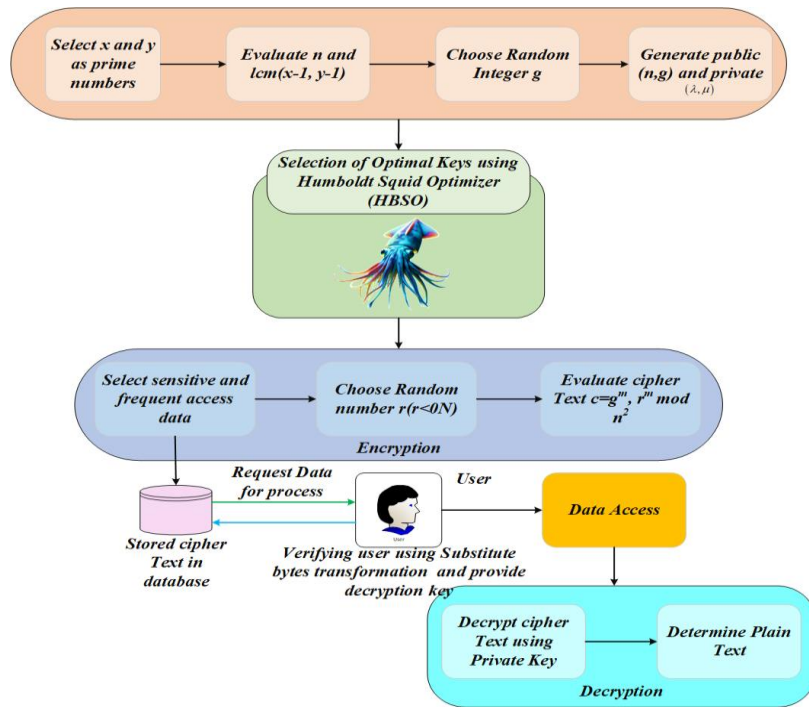 Select x and y
as prime
numbers
Evaluate n and
lcm(x-1, y-1)
Choose Random
Integer g
Generate public
(n,g) and private
(λ,μ)
Selection of Optimal Keys using
Humboldt Squid Optimizer
(HBSO)
Select sensitive and
frequent access
data
Choose Random
number r(r<0N)
Evaluate cipher
Text c=g^m, r^m mod
n^2
Encryption
Request Data
for process
User
Stored cipher
Text in
database
User
Verifying user using Substitute
bytes transformation and provide
decryption key
Data Access
Decrypt cipher
Text using
Private Key
Determine Plain
Text
Decryption